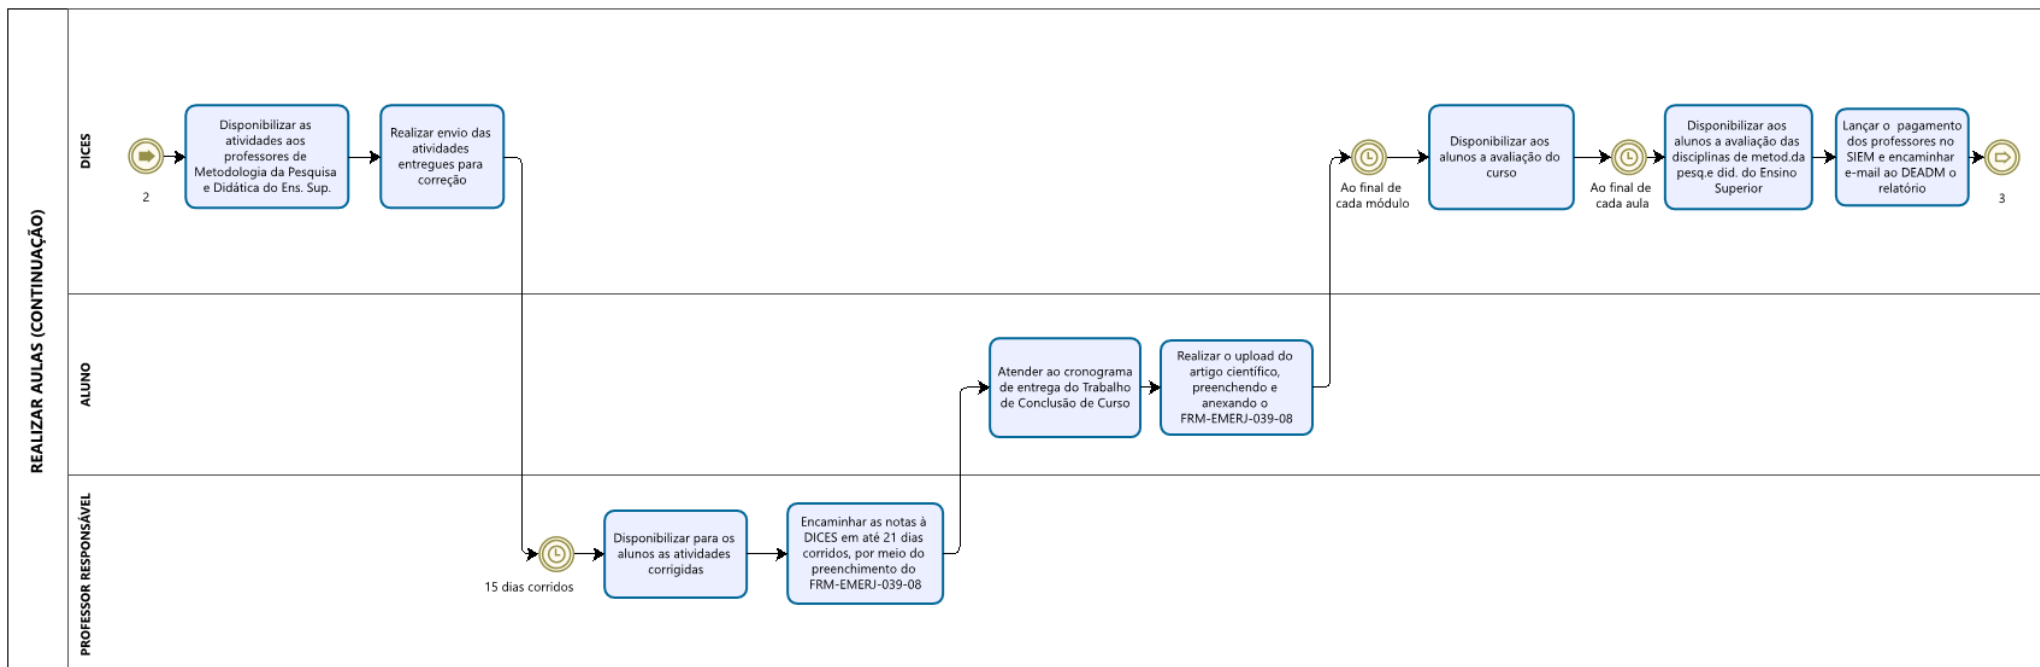 REALIZAR AULAS (CONTINUAÇÃO)
DICES
2
Disponibilizar as
atividades aos
professores de
Metodologia da Pesquisa
e Didática do Ens. Sup.
Realizar envio das
atividades
entregues para
correção
Ao final de
cada módulo
Disponibilizar aos
alunos a avaliação do
curso
Ao final de
cada aula
Disponibilizar aos
alunos a avaliação das
disciplinas de metod.da
pesq.e did. do Ensino
Superior
Lançar o  pagamento
dos professores no
SIEM e encaminhar
e-mail ao DEADM o
relatório
3
ALUNO
Atender ao cronograma
de entrega do Trabalho
de Conclusão de Curso
Realizar o upload do
artigo científico,
preenchendo e
anexando o
FRM-EMERJ-039-08
PROFESSOR RESPONSÁVEL
15 dias corridos
Disponibilizar para os
alunos as atividades
corrigidas
Encaminhar as notas à
DICES em até 21 dias
corridos, por meio do
preenchimento do
FRM-EMERJ-039-08